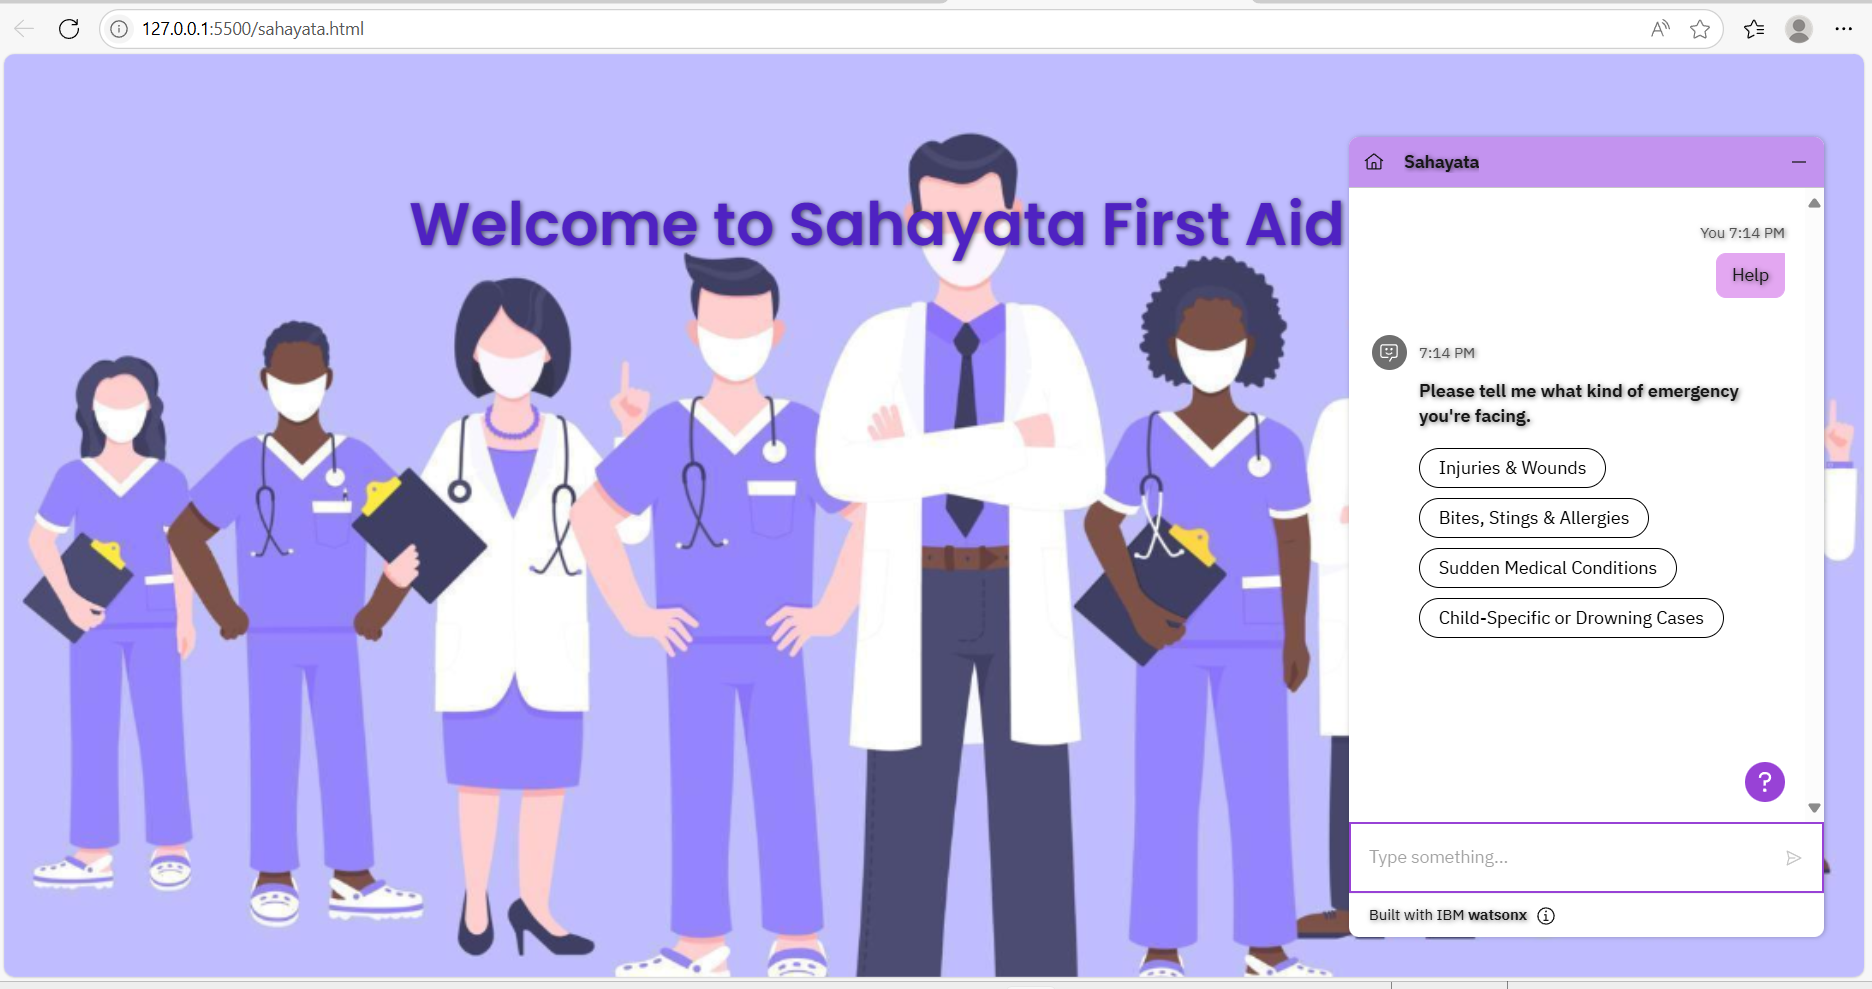 127.0.0.1:5500/sahayata.html
Welcome to Sahayata First Aid
Sahayata
You 7:14 PM
Help
7:14 PM
Please tell me what kind of emergency
you're facing.
Injuries & Wounds
Bites, Stings & Allergies
Sudden Medical Conditions
Child-Specific or Drowning Cases
?
Type something...
Built with IBM watsonx